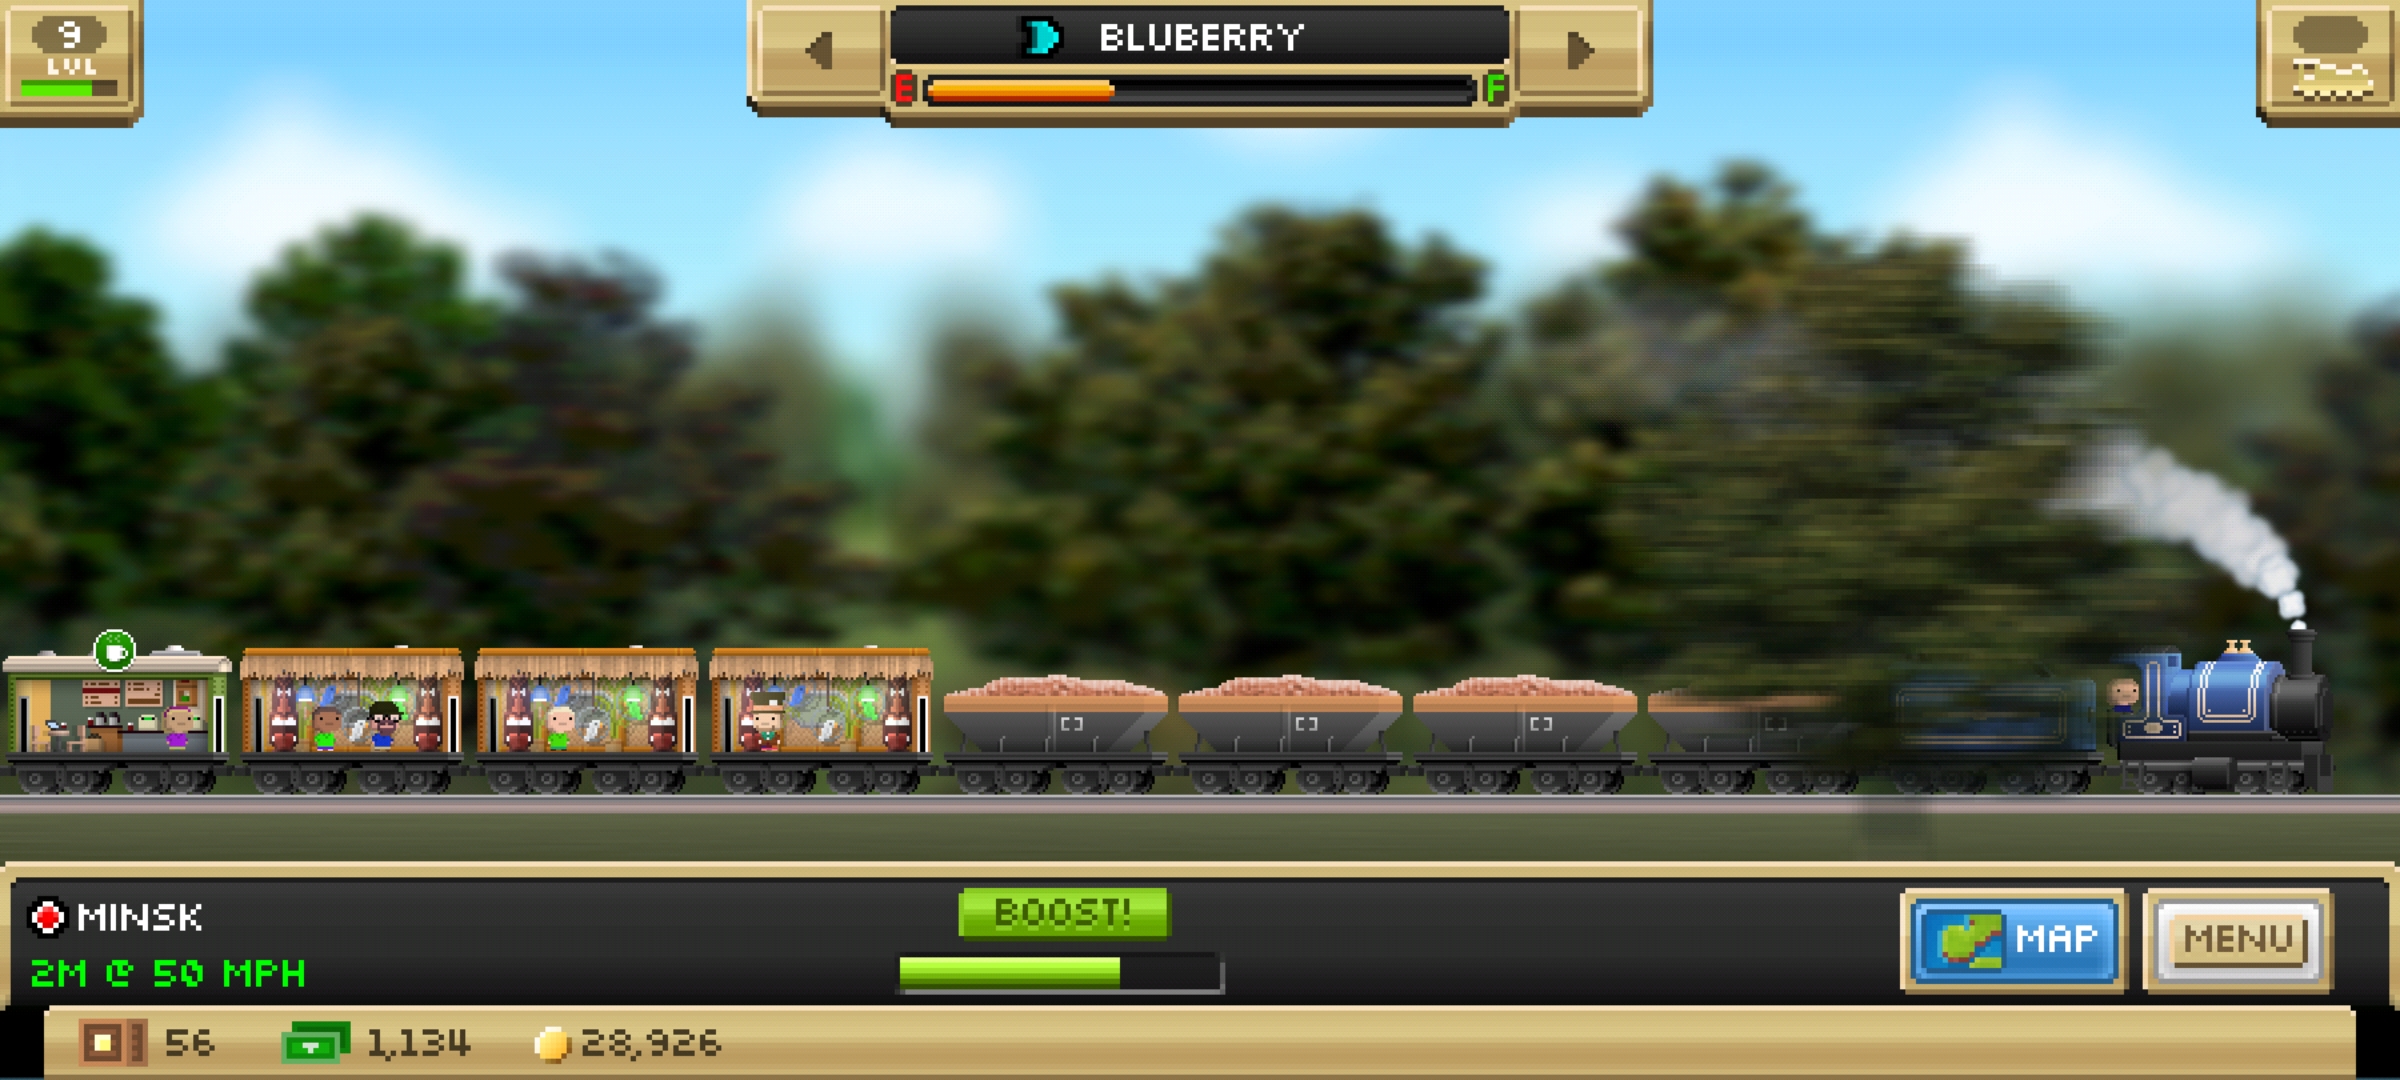 9
LVL
BLUBERRY
E F
MINSK
2M @ 50 MPH
BOOST!
MAP
MENU
56
1,134
28,926